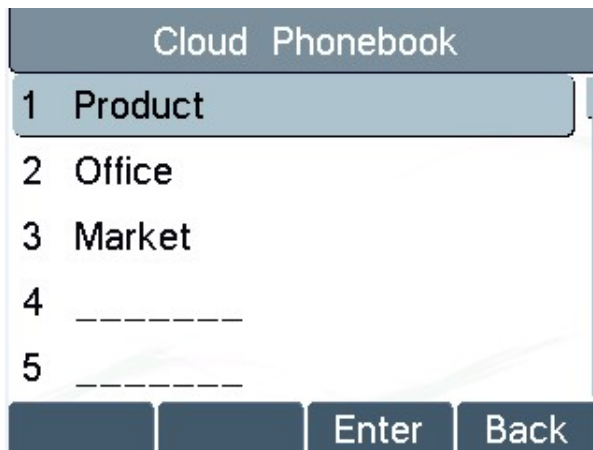 Cloud Phonebook
1 Product
2 Office
3 Market
4 _______
5 _______
Enter Back